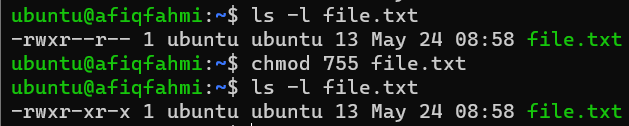 ubuntu@afiqfahmi:~$ ls -l file.txt
-rwxr--r-- 1 ubuntu ubuntu 13 May 24 08:58 file.txt
ubuntu@afiqfahmi:~$ chmod 755 file.txt
ubuntu@afiqfahmi:~$ ls -l file.txt
-rwxr-xr-x 1 ubuntu ubuntu 13 May 24 08:58 file.txt